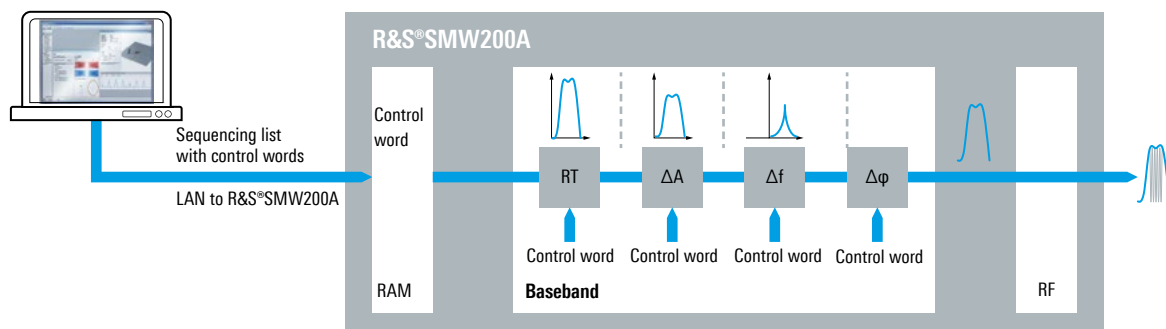 R&S®SMW200A
Sequencing list
with control words
LAN to R&S®SMW200A
Control
word
RAM
RT
ΔA
Δf
Δφ
Control word
Control word
Control word
Control word
Baseband
RF